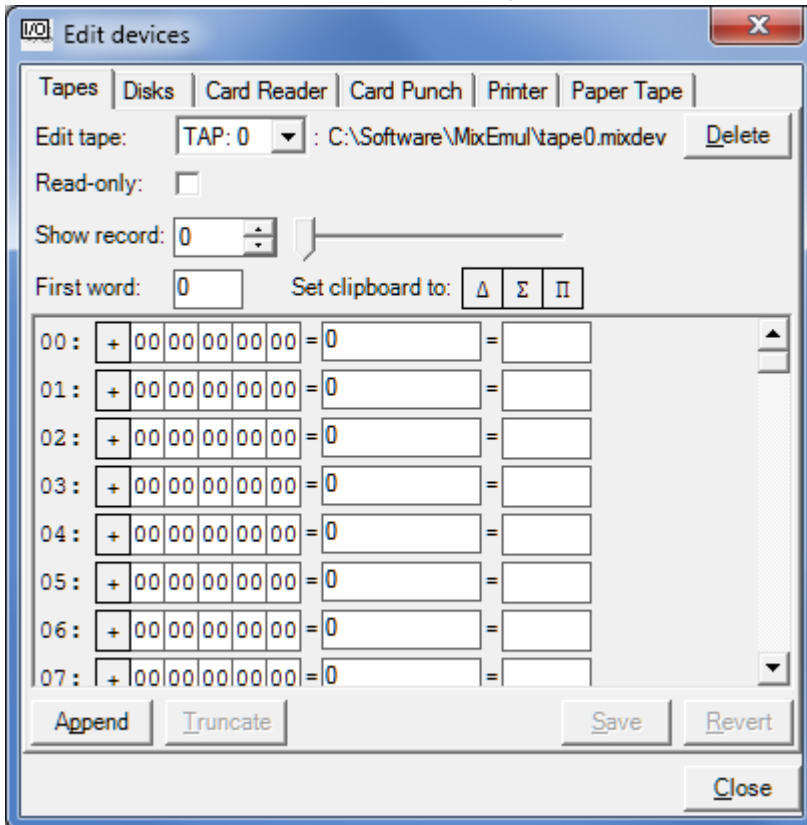 I/O Edit devices X
Tapes Disks Card Reader Card Punch Printer Paper Tape
Edit tape: TAP: 0 : C:\Software\MixEmul\tape0.mixdev Delete
Read-only:
Show record: 0
First word: 0 Set clipboard to: Δ Σ Π
00: + 00 00 00 00 00 = 0 =
01: + 00 00 00 00 00 = 0 =
02: + 00 00 00 00 00 = 0 =
03: + 00 00 00 00 00 = 0 =
04: + 00 00 00 00 00 = 0 =
05: + 00 00 00 00 00 = 0 =
06: + 00 00 00 00 00 = 0 =
07: + 00 00 00 00 00 = 0 =
Append Truncate Save Revert
Close